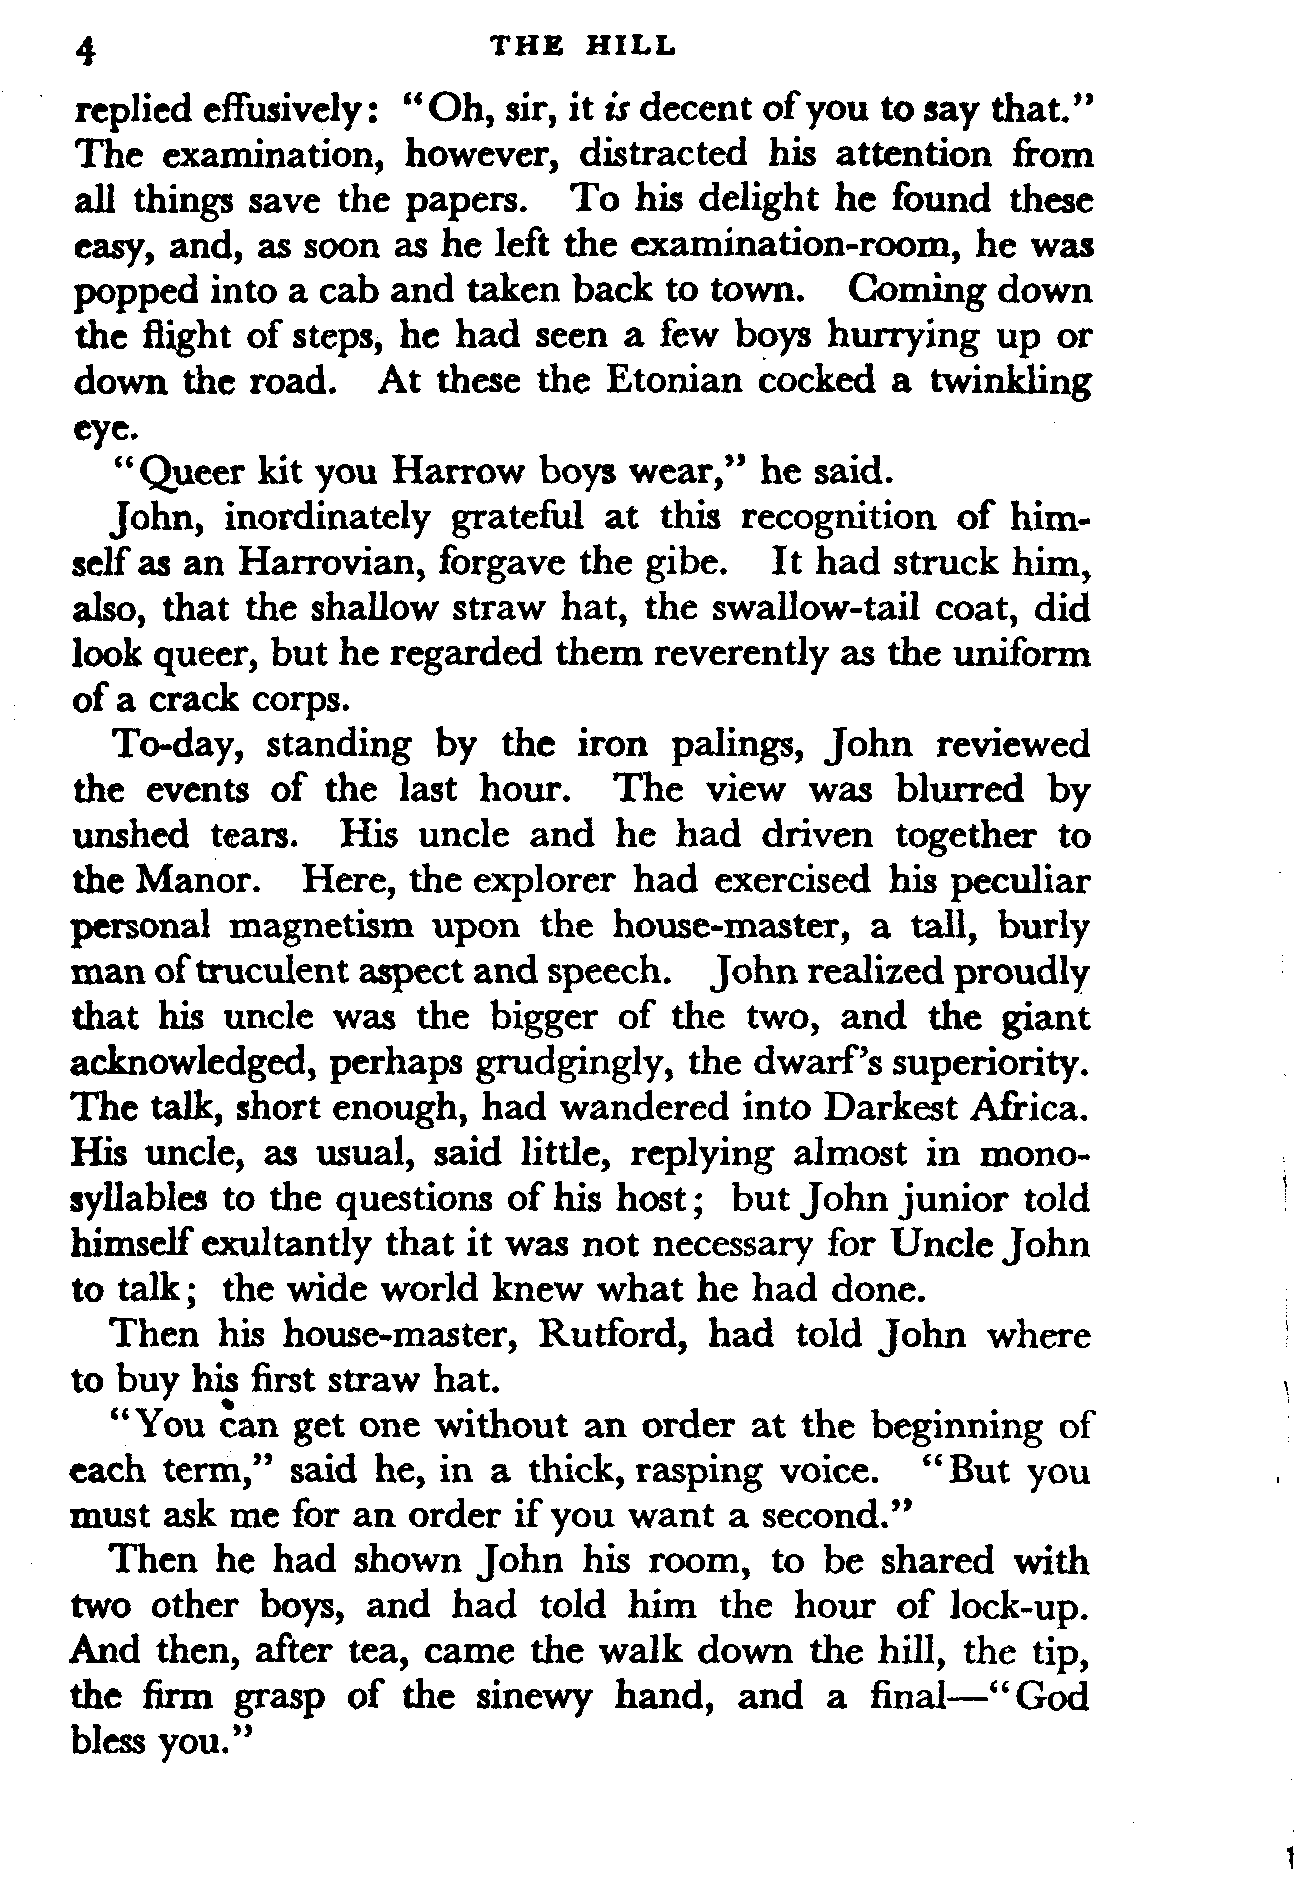 4 THE HILL
replied effusively: “Oh, sir, it is decent of you to say that.”
The examination, however, distracted his attention from
all things save the papers. To his delight he found these
easy, and, as soon as he left the examination-room, he was
popped into a cab and taken back to town. Coming down
the flight of steps, he had seen a few boys hurrying up or
down the road. At these the Etonian cocked a twinkling
eye.
“Queer kit you Harrow boys wear,” he said.
John, inordinately grateful at this recognition of him-
self as an Harrovian, forgave the gibe. It had struck him,
also, that the shallow straw hat, the swallow-tail coat, did
look queer, but he regarded them reverently as the uniform
of a crack corps.
To-day, standing by the iron palings, John reviewed
the events of the last hour. The view was blurred by
unshed tears. His uncle and he had driven together to
the Manor. Here, the explorer had exercised his peculiar
personal magnetism upon the house-master, a tall, burly
man of truculent aspect and speech. John realized proudly
that his uncle was the bigger of the two, and the giant
acknowledged, perhaps grudgingly, the dwarf’s superiority.
The talk, short enough, had wandered into Darkest Africa.
His uncle, as usual, said little, replying almost in mono-
syllables to the questions of his host; but John junior told
himself exultantly that it was not necessary for Uncle John
to talk; the wide world knew what he had done.
Then his house-master, Rutford, had told John where
to buy his first straw hat.
“You can get one without an order at the beginning of
each term,” said he, in a thick, rasping voice. “But you
must ask me for an order if you want a second.”
Then he had shown John his room, to be shared with
two other boys, and had told him the hour of lock-up.
And then, after tea, came the walk down the hill, the tip,
the firm grasp of the sinewy hand, and a final—“God
bless you.”